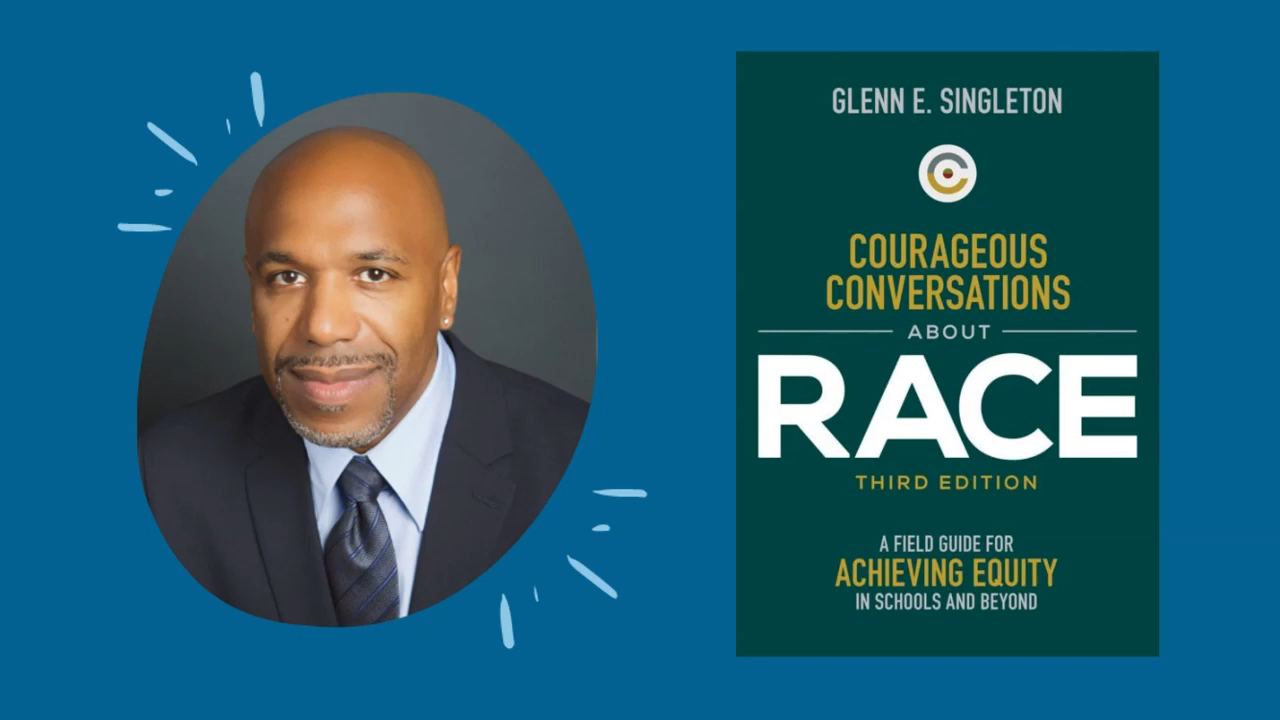 GLENN E. SINGLETON
COURAGEOUS
CONVERSATIONS
ABOUT
RACE
THIRD EDITION
A FIELD GUIDE FOR
ACHIEVING EQUITY
IN SCHOOLS AND BEYOND